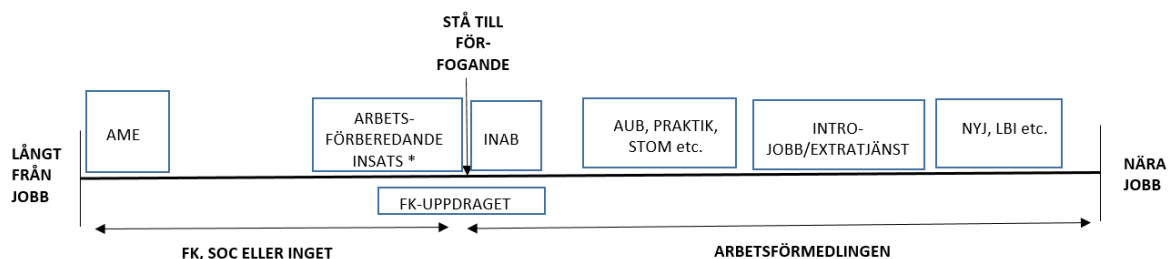 STÅ TILL
FÖR-
FOGANDE
AME
ARBETS-
FÖRBEREDANDE
INSATS *
INAB
AUB, PRAKTIK,
STOM etc.
INTRO-
JOBB/EXTRATJÄNST
NYJ, LBI etc.
LÅNGT
FRÅN
JOBB
NÄRA
JOBB
FK-UPPDRAGET
FK, SOC ELLER INGET
ARBETSFÖRMEDLINGEN